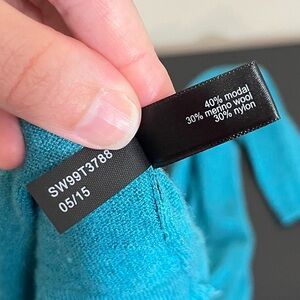 40% modal
30% merino wool
30% nylon
SW99T3788
05/15